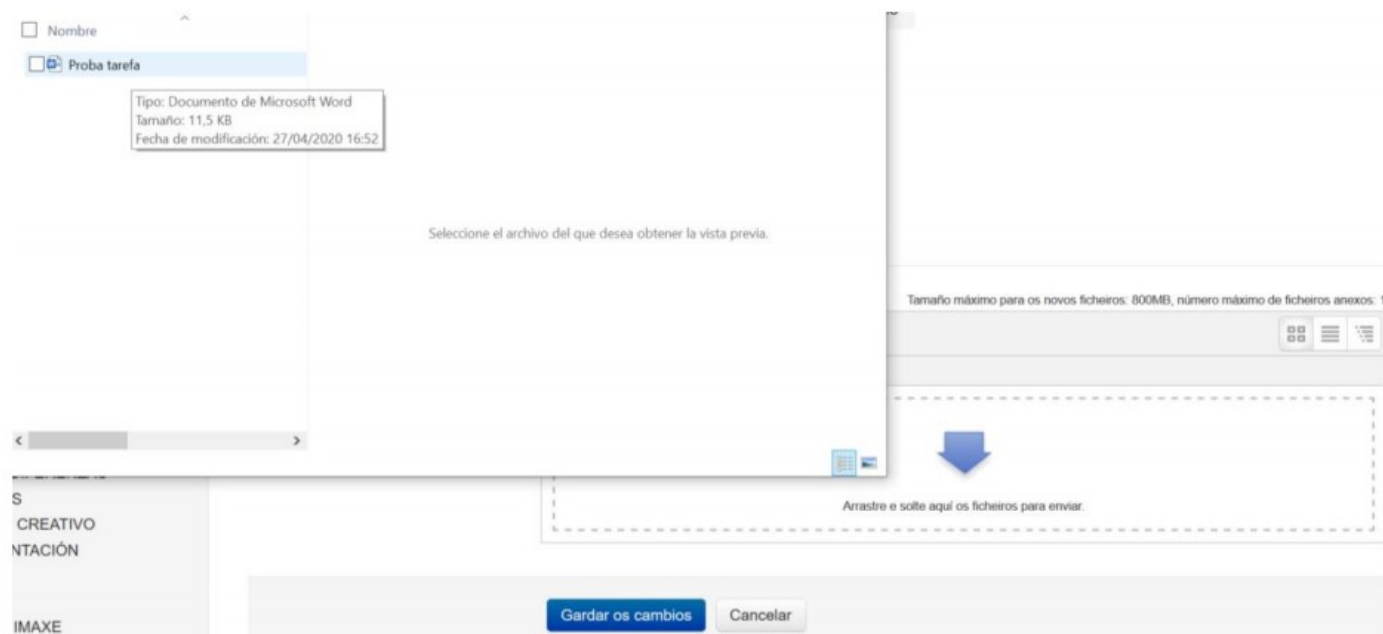 Nombre
Proba tarefa
Tipo: Documento de Microsoft Word
Tamaño: 11,5 KB
Fecha de modificación: 27/04/2020 16:52
Seleccione el archivo del que desea obtener la vista previa.
Tamaño máximo para os novos ficheiros: 800MB, número máximo de ficheiros anexos: 1
Arrastre e solte aquí os ficheiros para enviar.
S
CREATIVO
NTACIÓN
IMAXE
Gardar os cambios
Cancelar